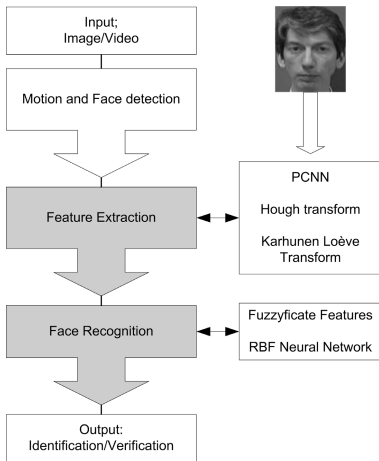 Input;
Image/Video
Motion and Face detection
Feature Extraction
Face Recognition
Output:
Identification/Verification
PCNN
Hough transform
Karhunen Loève
Transform
Fuzzyficate Features
RBF Neural Network